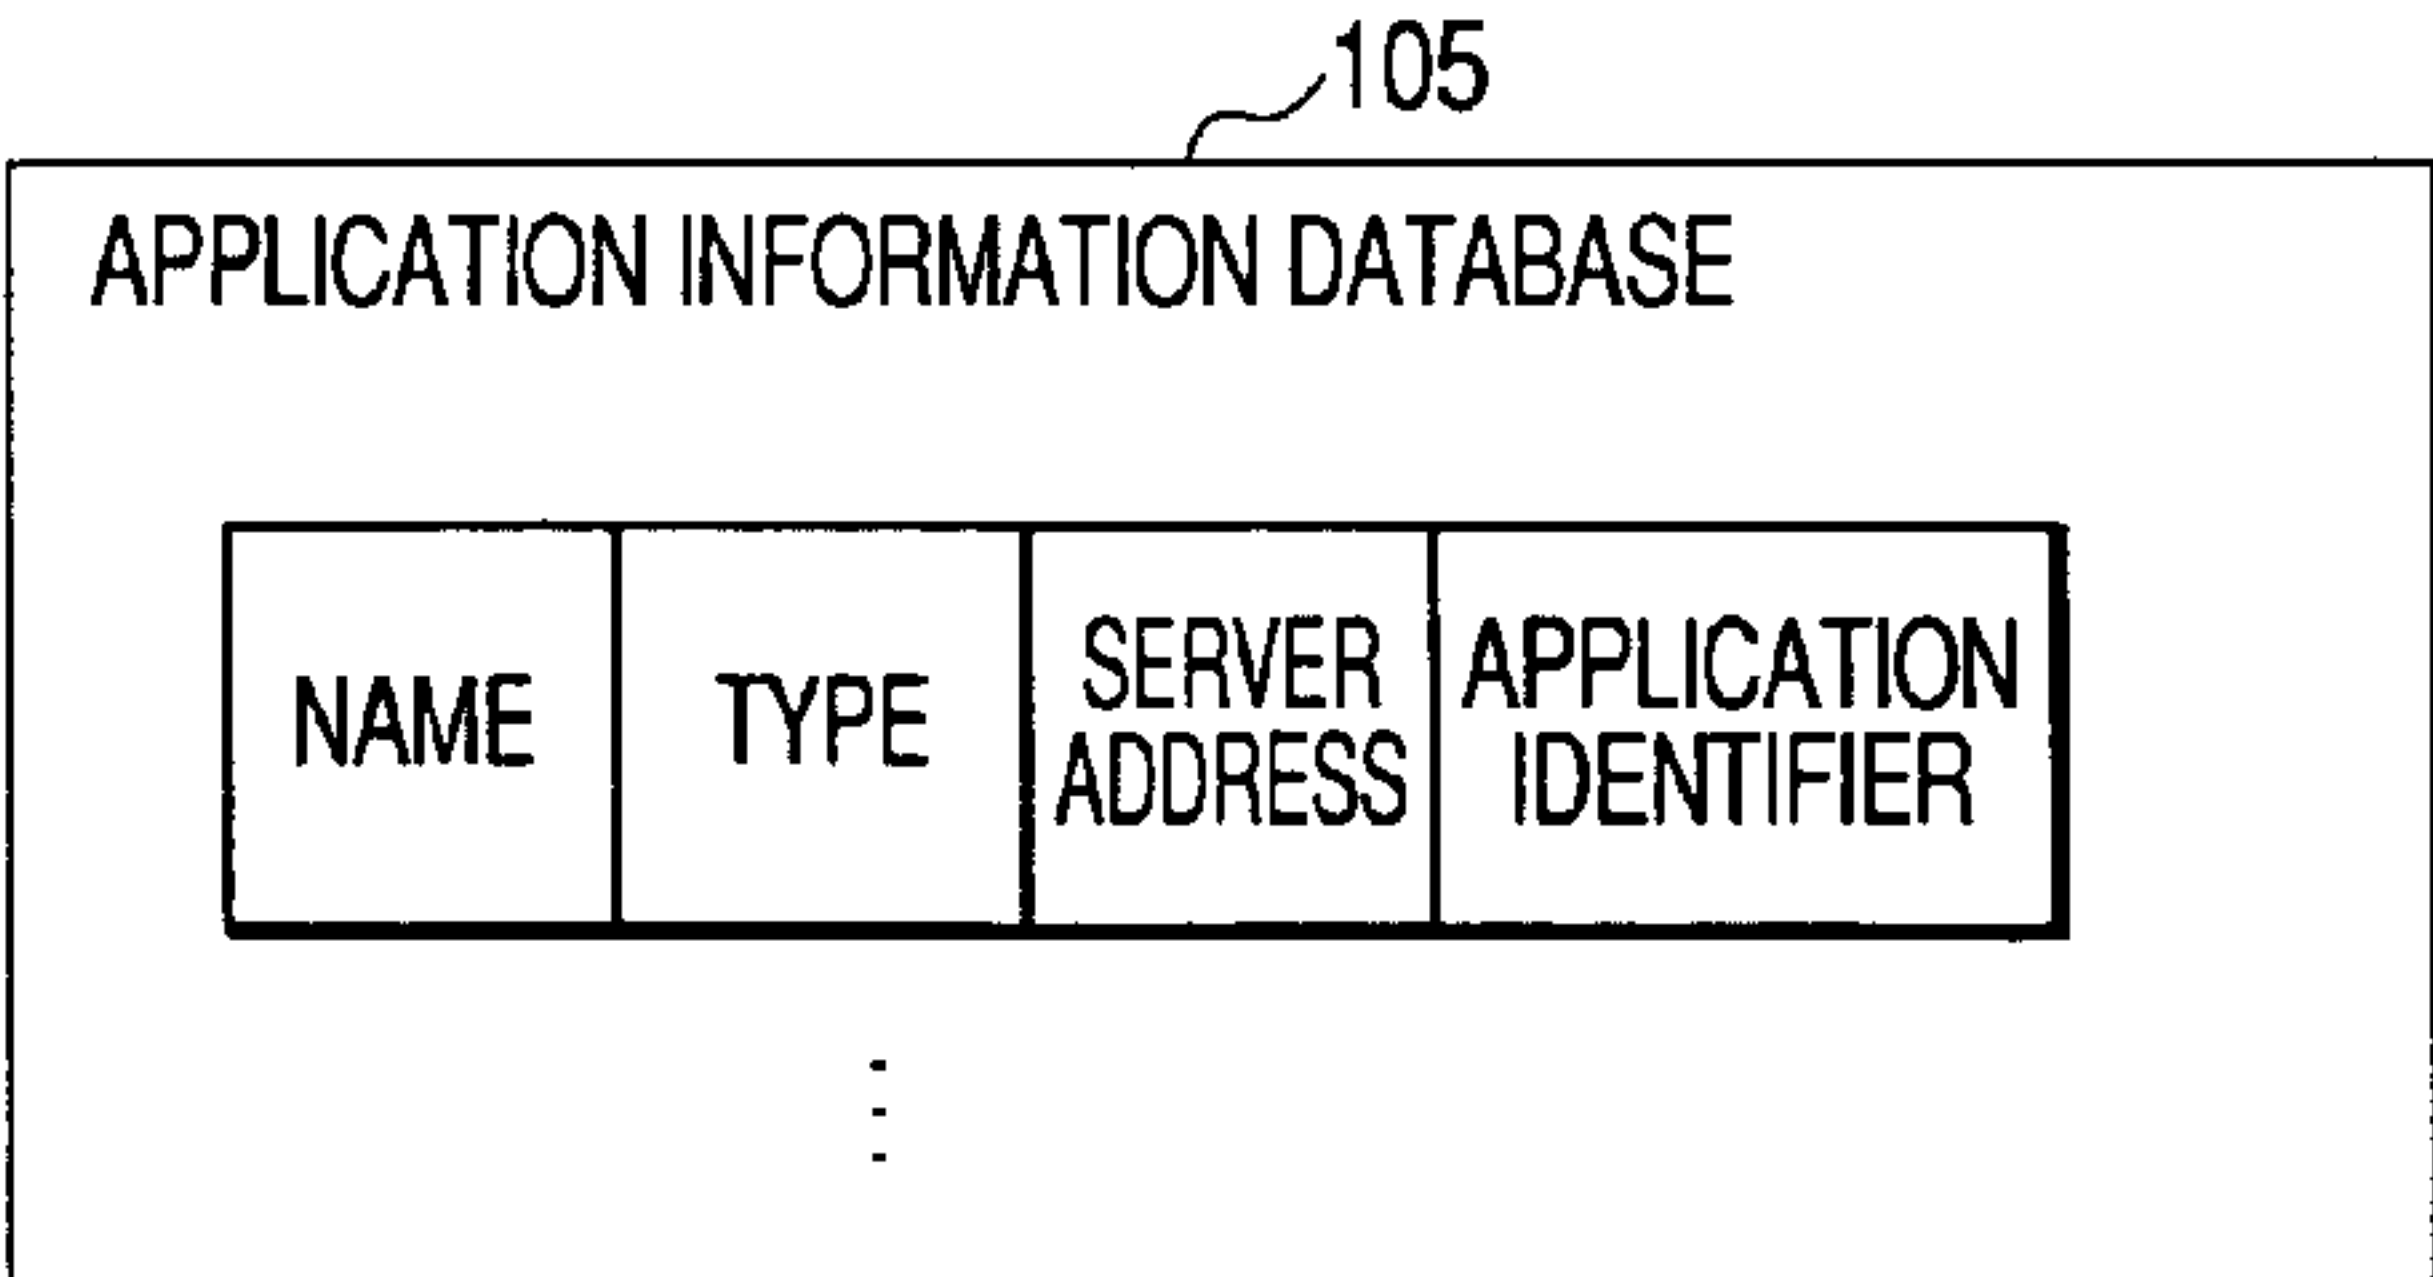 105
APPLICATION INFORMATION DATABASE
NAME
TYPE
SERVER
ADDRESS
APPLICATION
IDENTIFIER